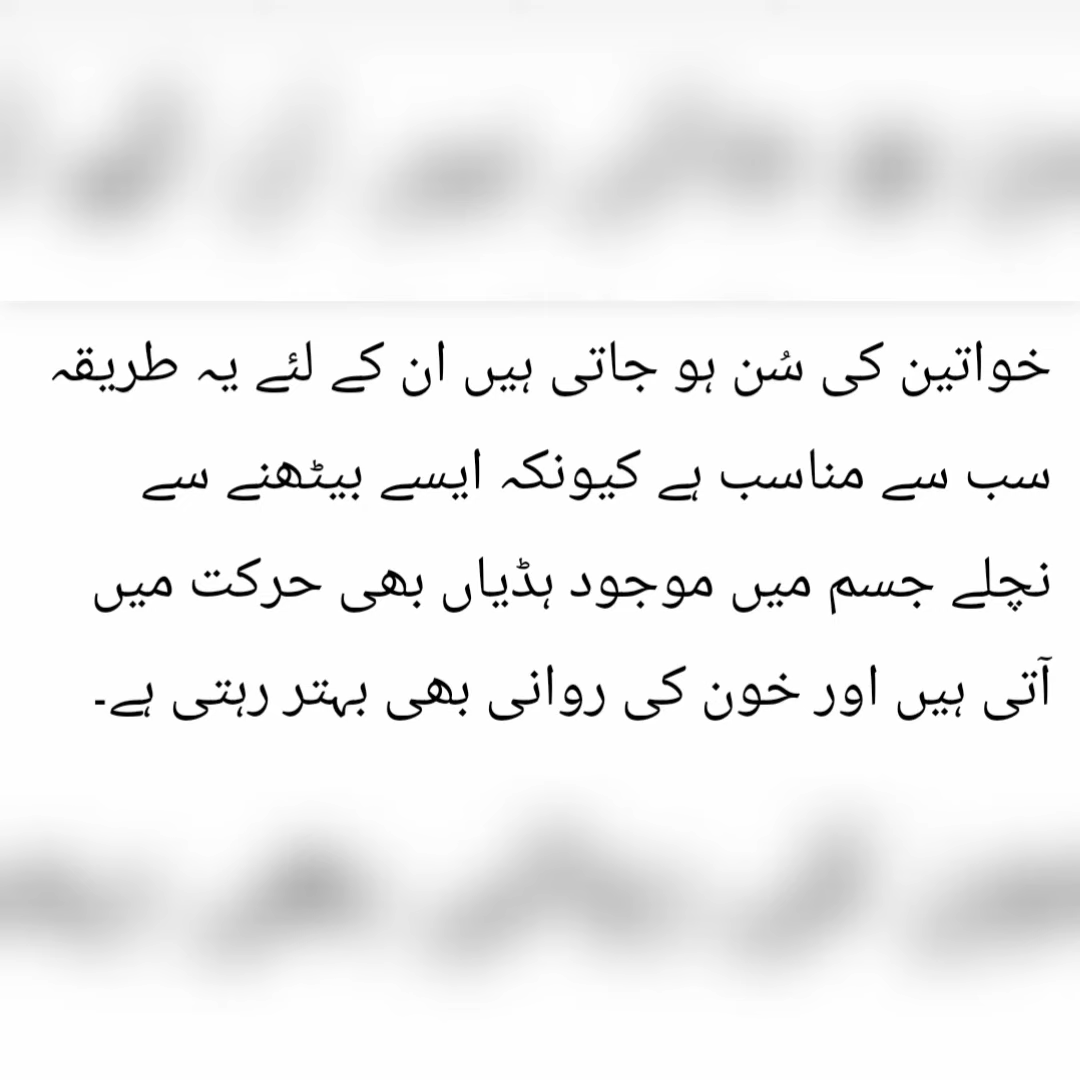 خواتین کی سُن ہو جاتی ہیں ان کے لئے یہ طریقہ
سب سے مناسب ہے کیونکہ ایسے بیٹھنے سے
نچلے جسم میں موجود ہڈیاں بھی حرکت میں
آتی ہیں اور خون کی روانی بھی بہتر رہتی ہے۔